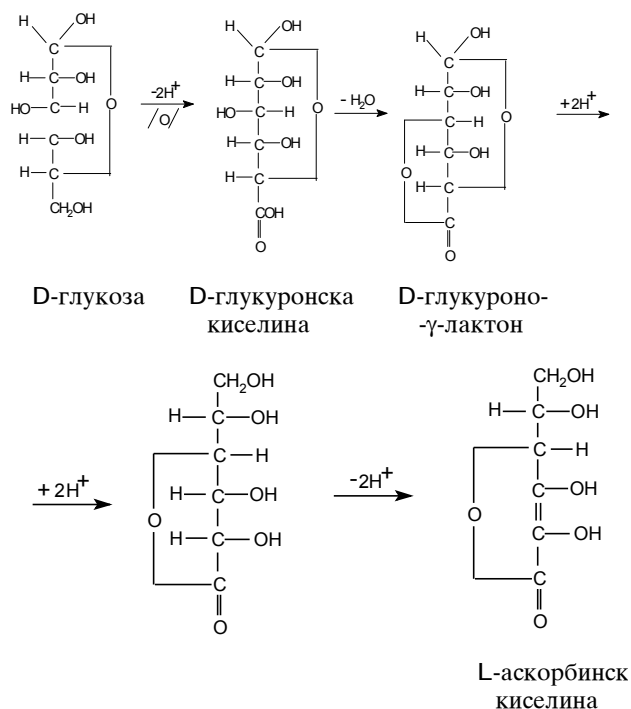 H OH
C
H—C—OH
HO—C—H
O
H—C—OH
H—C
CH₂OH
-2H⁺
/O/
H OH
C
H—C—OH
HO—C—H
O
H—C—OH
H—C
COH
O
- H₂O
H OH
C
H—C—OH
C—H
O
H—C—OH
O
H—C
C
O
+2H⁺
D-глукоза
D-глукуронска
киселина
D-глукуроно-
-γ-лактон
+ 2H⁺
CH₂OH
H—C—OH
C—H
H—C—OH
O
H—C—OH
C
O
-2H⁺
CH₂OH
H—C—OH
C—H
C—OH
O
C—OH
C
O
L-аскорбинск
киселина